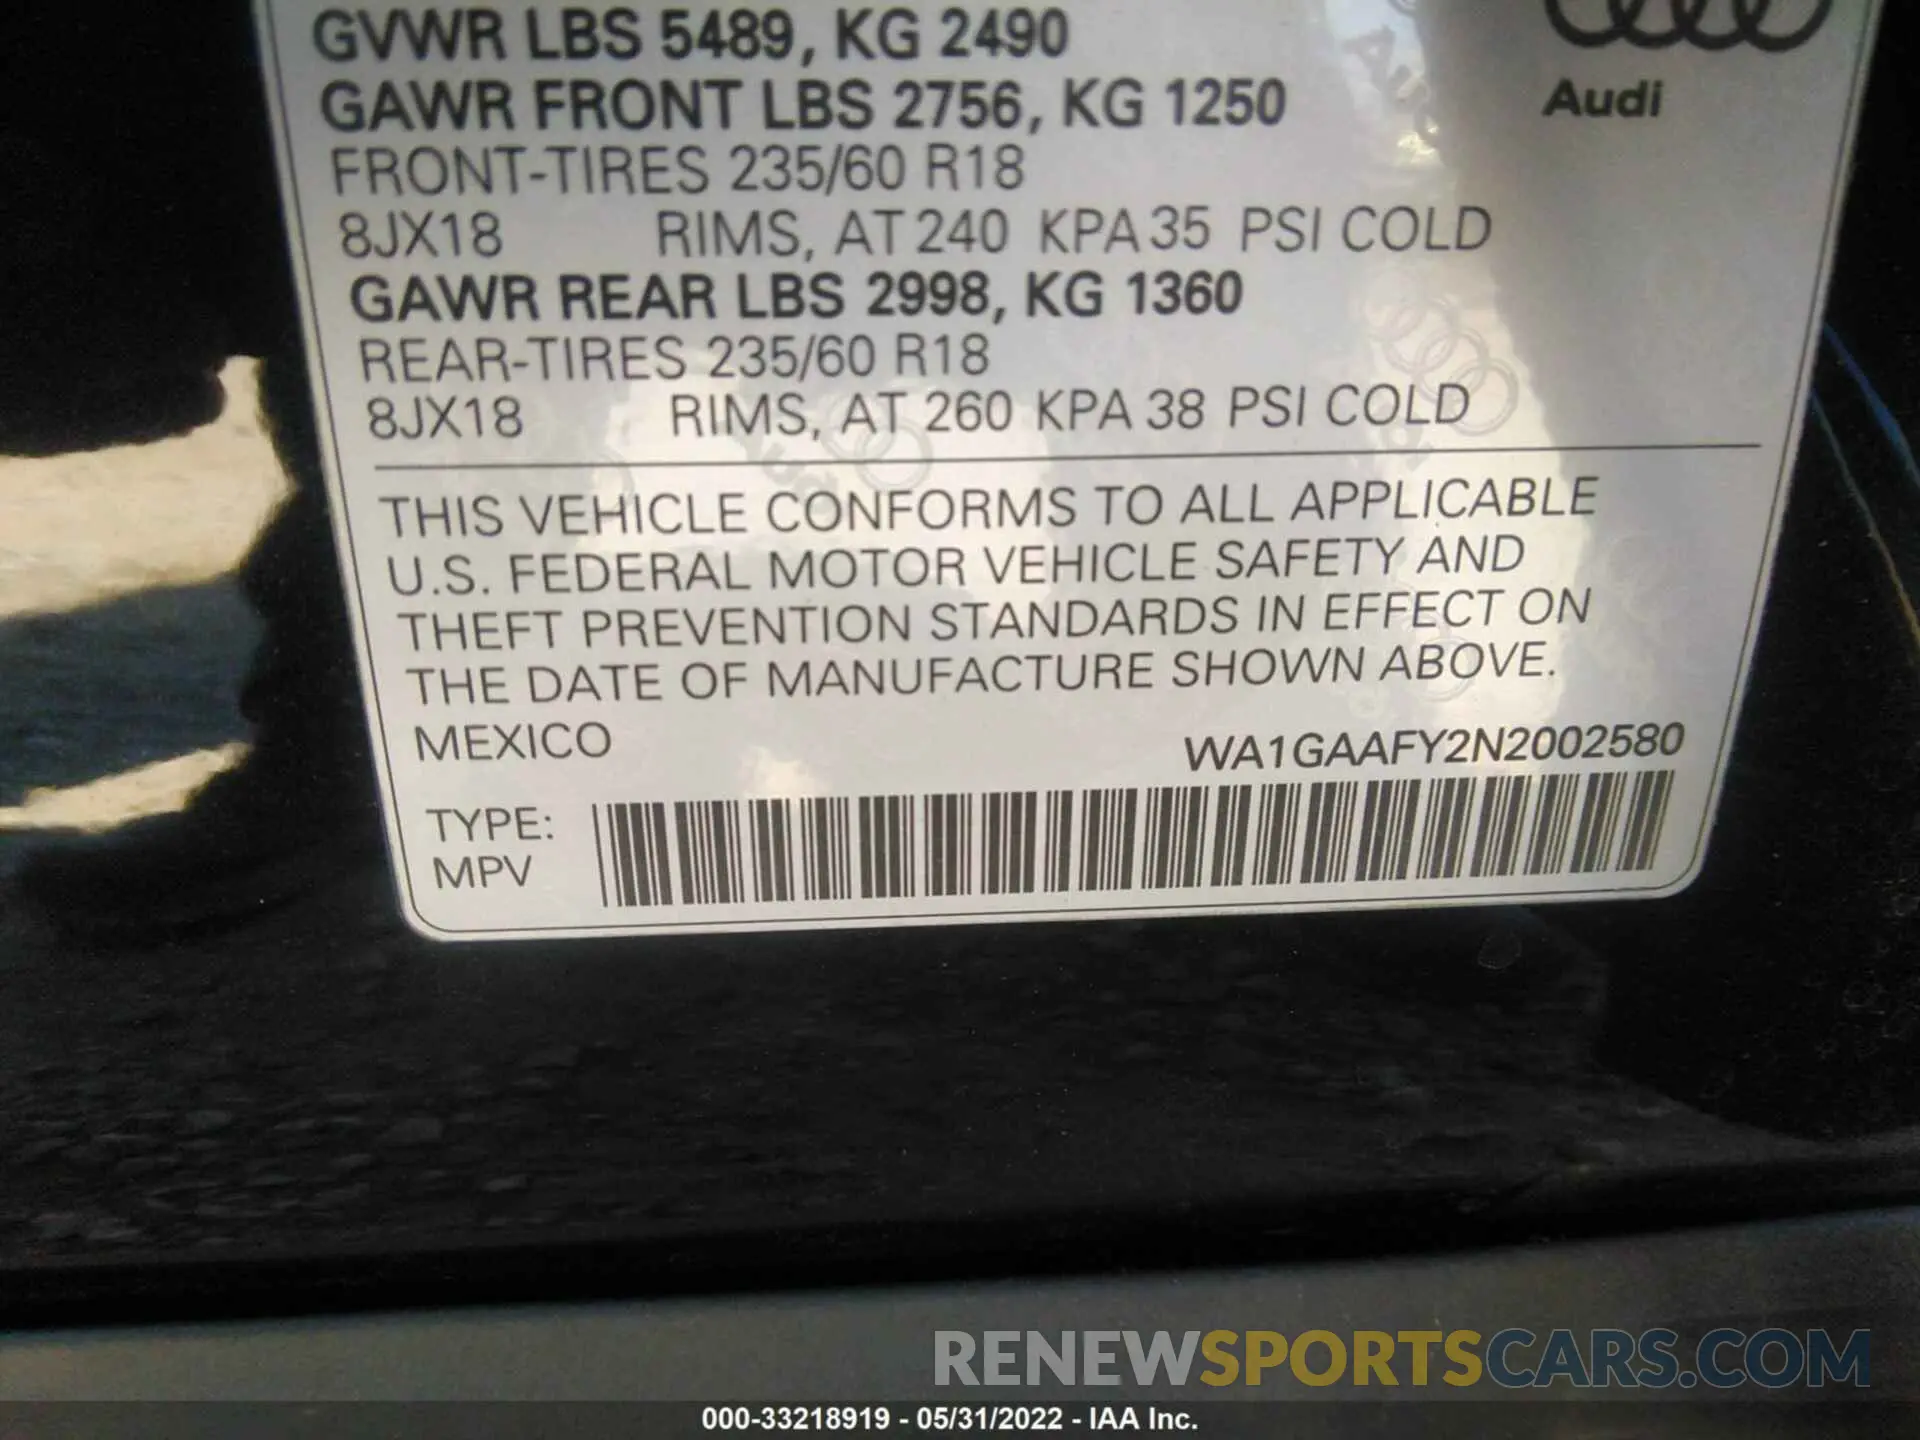 GVWR LBS 5489, KG 2490
GAWR FRONT LBS 2756, KG 1250
Audi
FRONT-TIRES 235/60 R18
8JX18 RIMS, AT 240 KPA 35 PSI COLD
GAWR REAR LBS 2998, KG 1360
REAR-TIRES 235/60 R18
8JX18 RIMS, AT 260 KPA 38 PSI COLD
THIS VEHICLE CONFORMS TO ALL APPLICABLE
U.S. FEDERAL MOTOR VEHICLE SAFETY AND
THEFT PREVENTION STANDARDS IN EFFECT ON
THE DATE OF MANUFACTURE SHOWN ABOVE.
MEXICO WA1GAAFY2N2002580
TYPE:
MPV
RENEWSPORTSCARS.COM
000-33218919 - 05/31/2022 - IAA Inc.